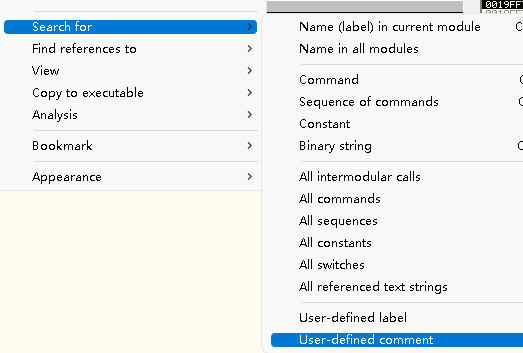 0019FF
Search for
Find references to
View
Copy to executable
Analysis
Bookmark
Appearance
Name (label) in current module
Name in all modules
Command
Sequence of commands
Constant
Binary string
All intermodular calls
All commands
All sequences
All constants
All switches
All referenced text strings
User-defined label
User-defined comment